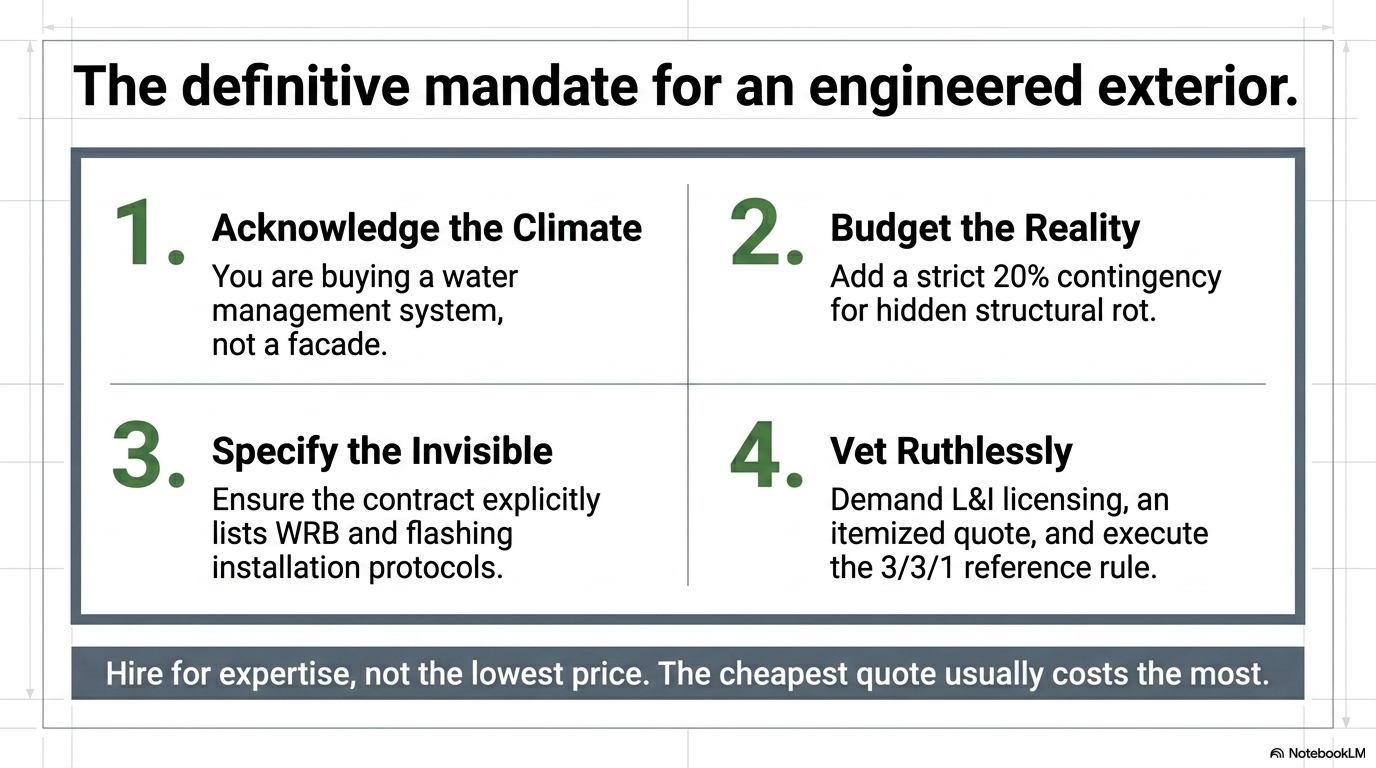 The definitive mandate for an engineered exterior.
1.
Acknowledge the Climate
You are buying a water
management system,
not a facade.
2.
Budget the Reality
Add a strict 20% contingency
for hidden structural rot.
3.
Specify the Invisible
Ensure the contract explicitly
lists WRB and flashing
installation protocols.
4.
Vet Ruthlessly
Demand L&I licensing, an
itemized quote, and execute
the 3/3/1 reference rule.
Hire for expertise, not the lowest price. The cheapest quote usually costs the most.
NotebookLM